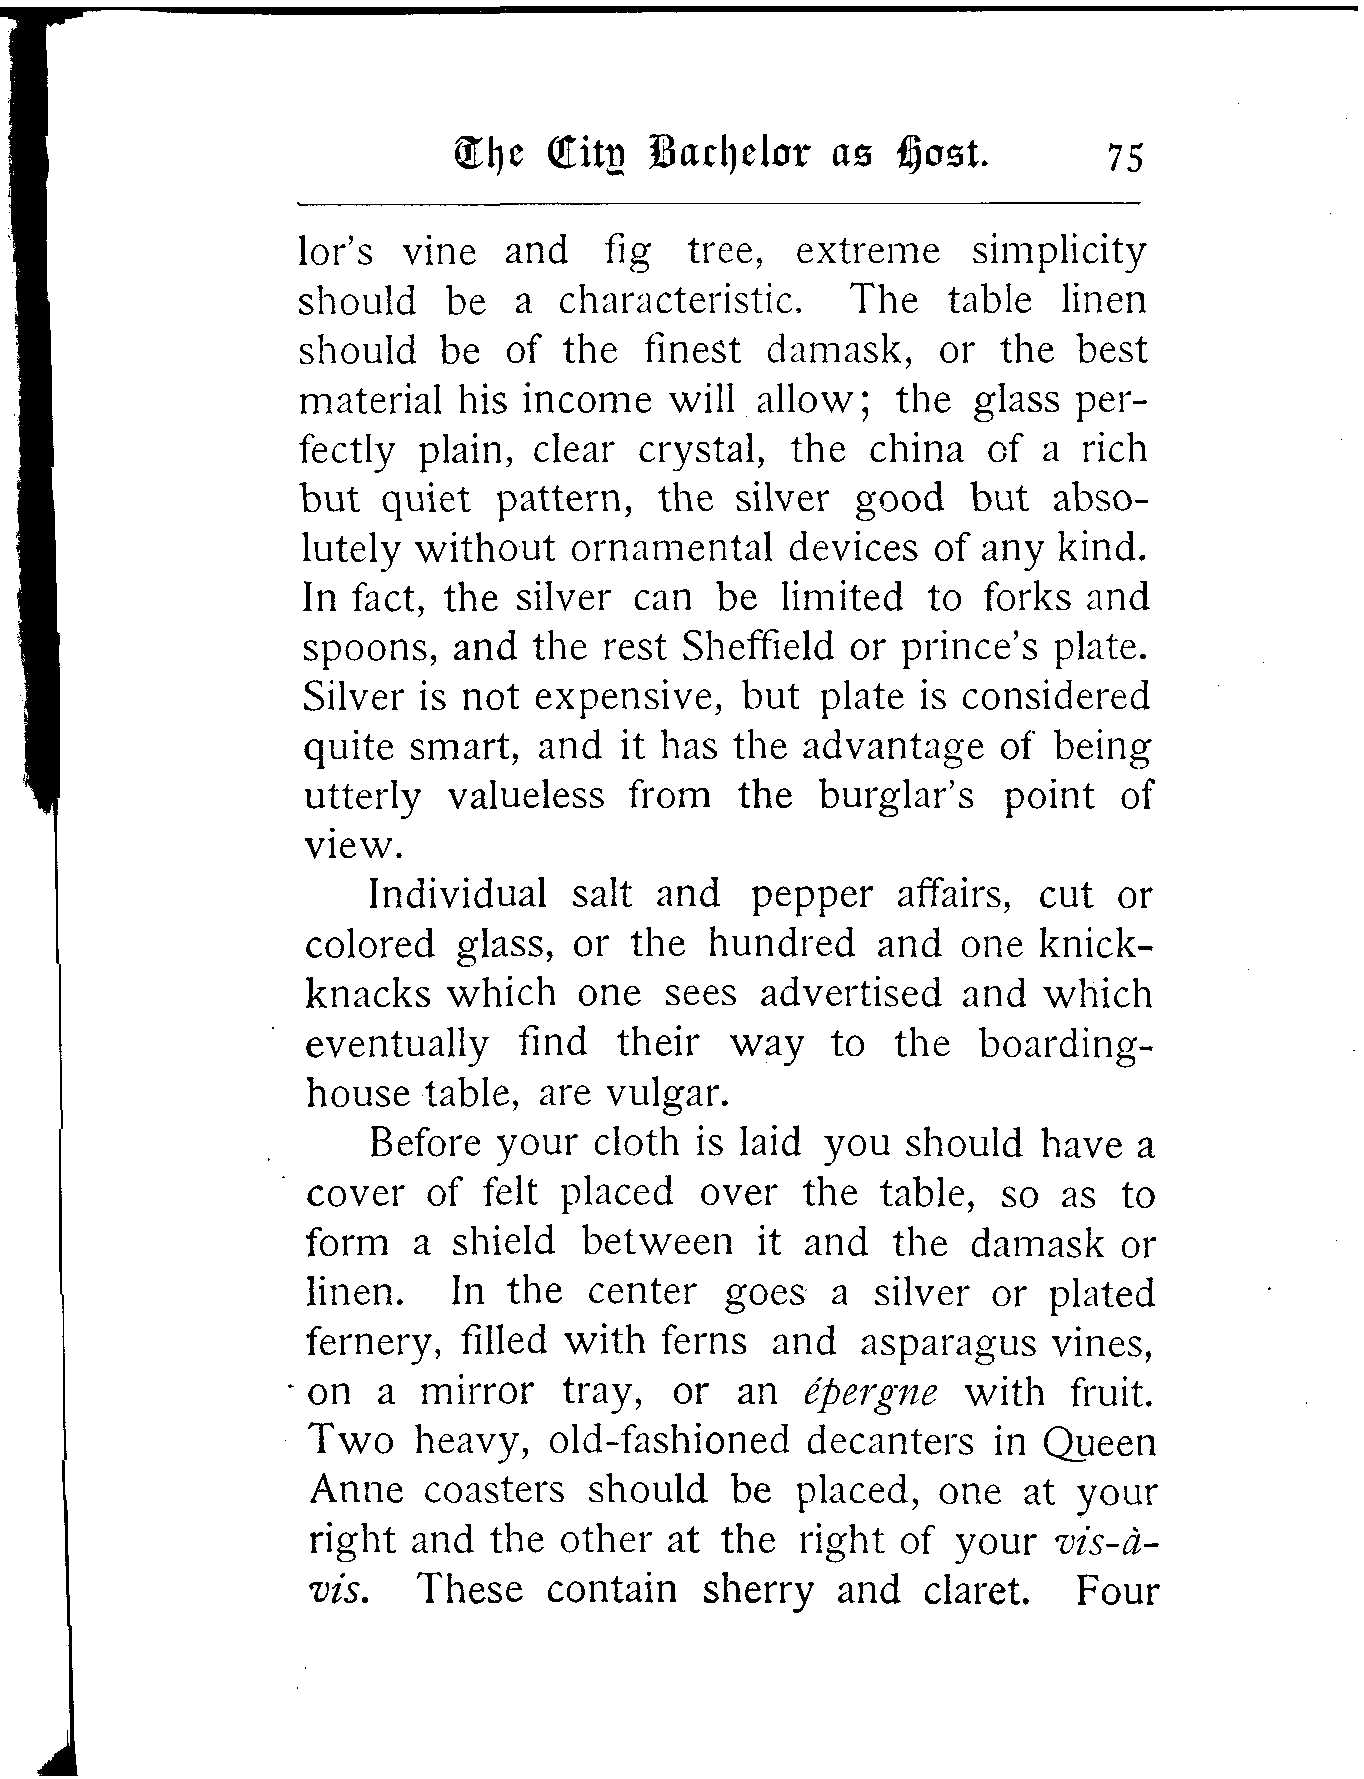 The City Bachelor as Host. 75
lor's vine and fig tree, extreme simplicity
should be a characteristic. The table linen
should be of the finest damask, or the best
material his income will allow; the glass per-
fectly plain, clear crystal, the china of a rich
but quiet pattern, the silver good but abso-
lutely without ornamental devices of any kind.
In fact, the silver can be limited to forks and
spoons, and the rest Sheffield or prince's plate.
Silver is not expensive, but plate is considered
quite smart, and it has the advantage of being
utterly valueless from the burglar's point of
view.
Individual salt and pepper affairs, cut or
colored glass, or the hundred and one knick-
knacks which one sees advertised and which
eventually find their way to the boarding-
house table, are vulgar.
Before your cloth is laid you should have a
cover of felt placed over the table, so as to
form a shield between it and the damask or
linen. In the center goes a silver or plated
fernery, filled with ferns and asparagus vines,
on a mirror tray, or an épergne with fruit.
Two heavy, old-fashioned decanters in Queen
Anne coasters should be placed, one at your
right and the other at the right of your vis-à-
vis. These contain sherry and claret. Four